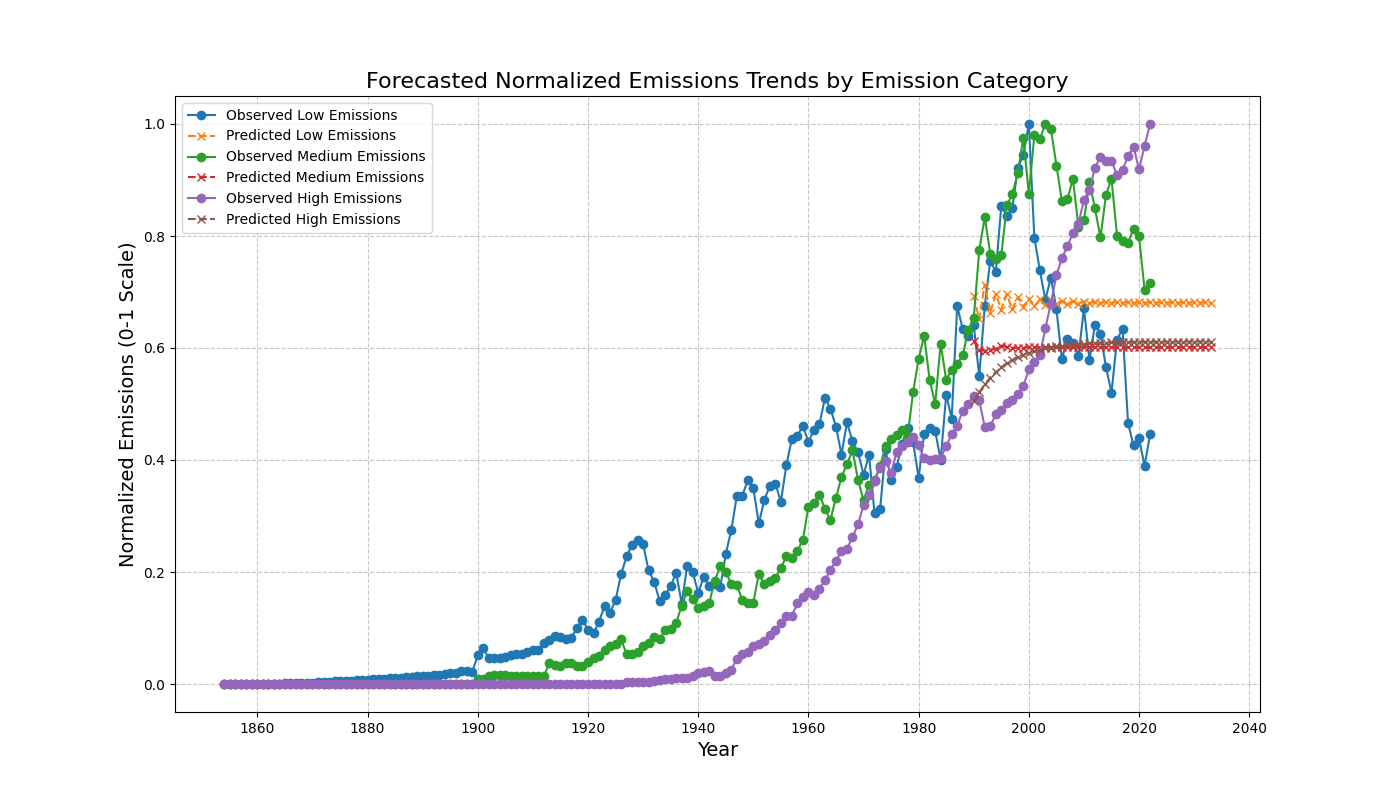 Forecasted Normalized Emissions Trends by Emission Category
Observed Low Emissions
Predicted Low Emissions
Observed Medium Emissions
Predicted Medium Emissions
Observed High Emissions
Predicted High Emissions
Normalized Emissions (0-1 Scale)
1.0
0.8
0.6
0.4
0.2
0.0
1860 1880 1900 1920 1940 1960 1980 2000 2020 2040
Year